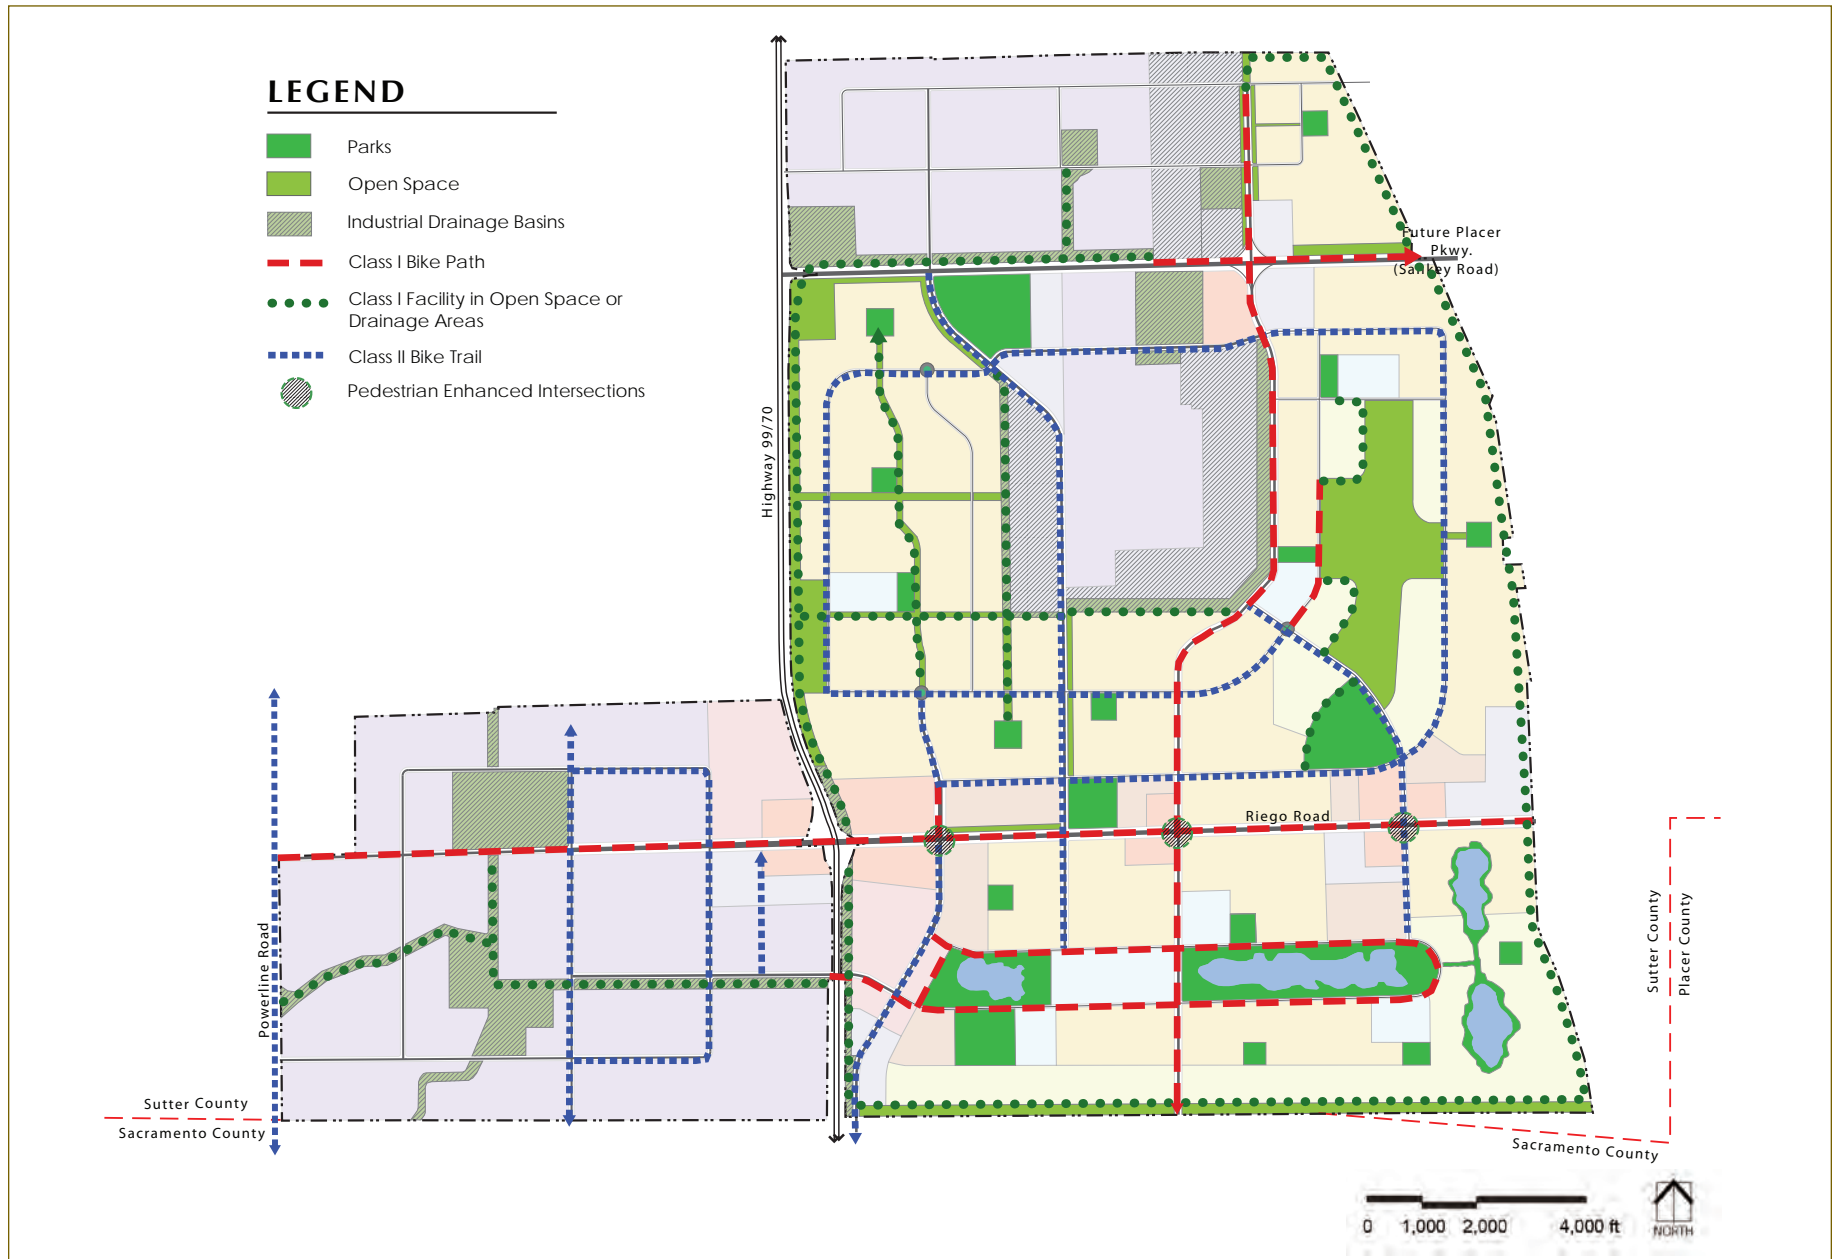 LEGEND
Parks
Open Space
Industrial Drainage Basins
Class I Bike Path
Class I Facility in Open Space or
Drainage Areas
Class II Bike Trail
Pedestrian Enhanced Intersections
Future Placer
Pkwy.
(Sankey Road)
Highway 99/70
Riego Road
Powerline Road
Sutter County
Placer County
Sutter County
Sacramento County
Sacramento County
0 1,000 2,000 4,000 ft
NORTH